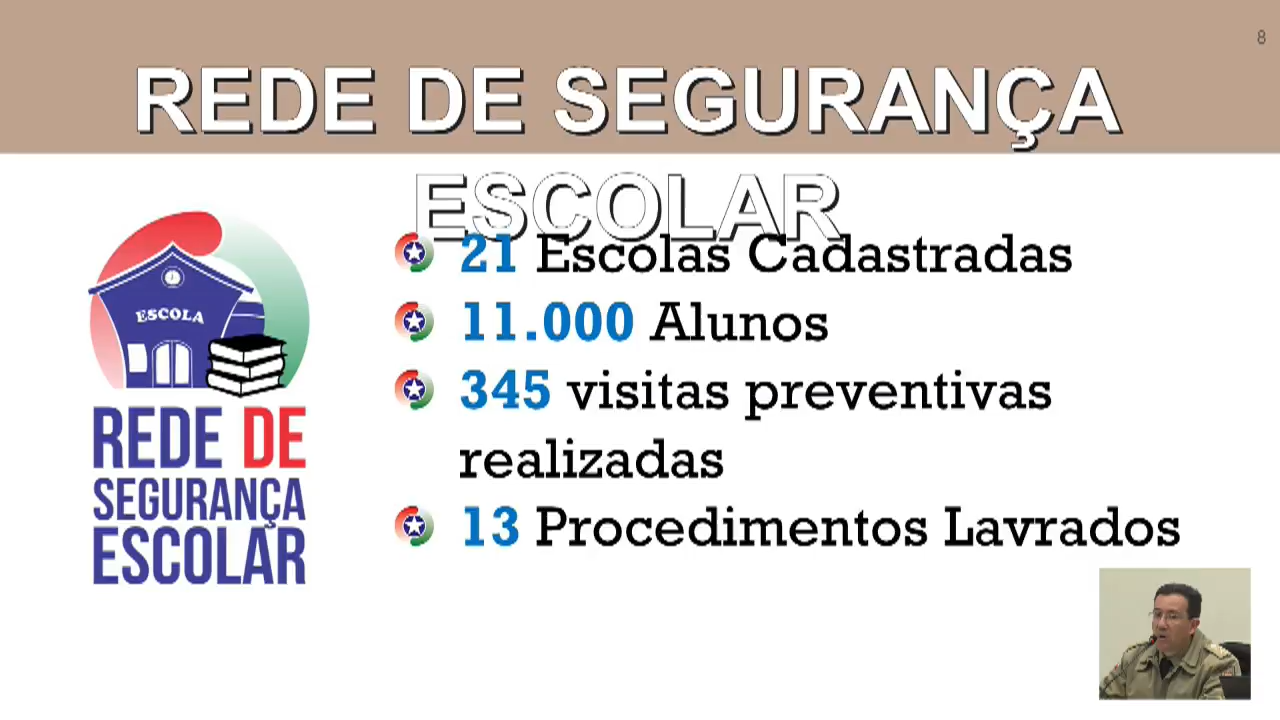 8
REDE DE SEGURANÇA
ESCOLAR
21 Escolas Cadastradas
11.000 Alunos
345 visitas preventivas
realizadas
13 Procedimentos Lavrados
ESCOLA
REDE DE
SEGURANÇA
ESCOLAR